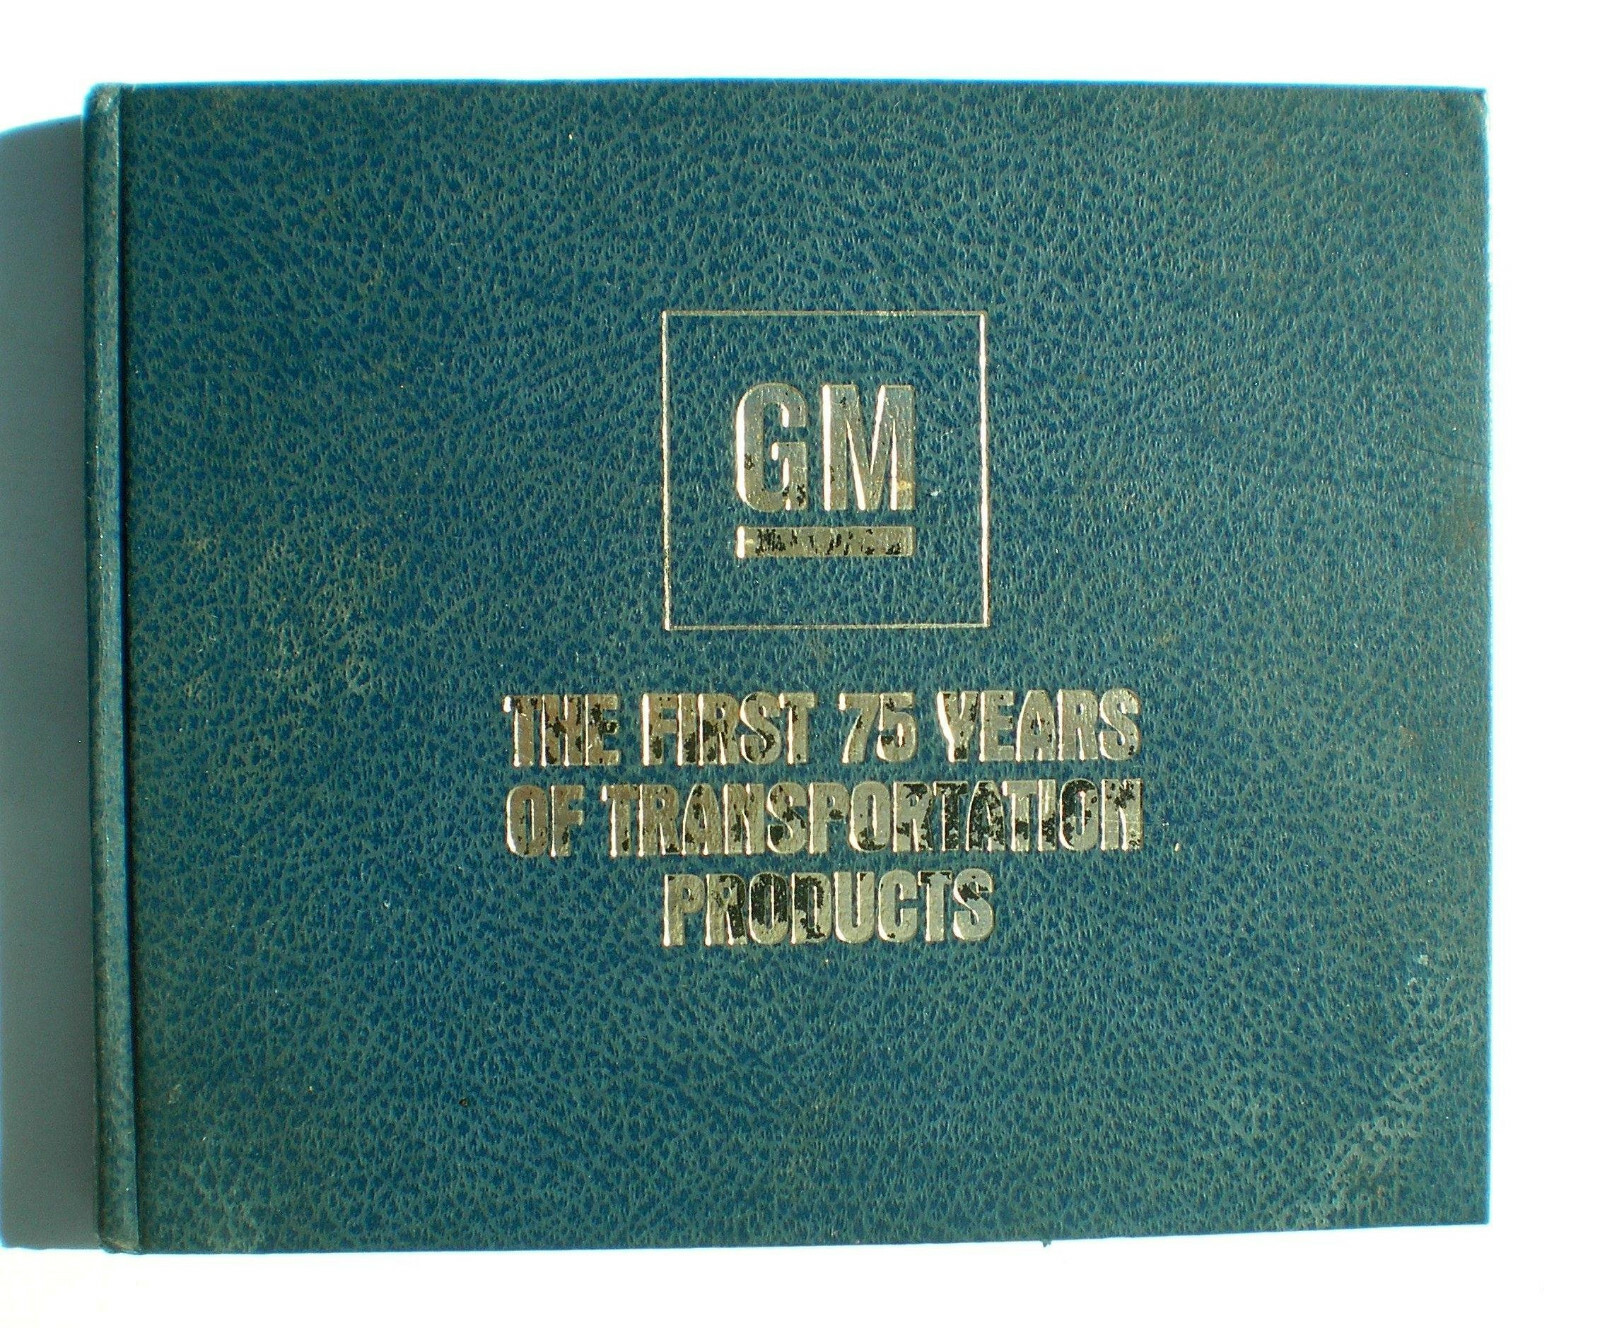 GM
THE FIRST 75 YEARS
OF TRANSPORTATION
PRODUCTS